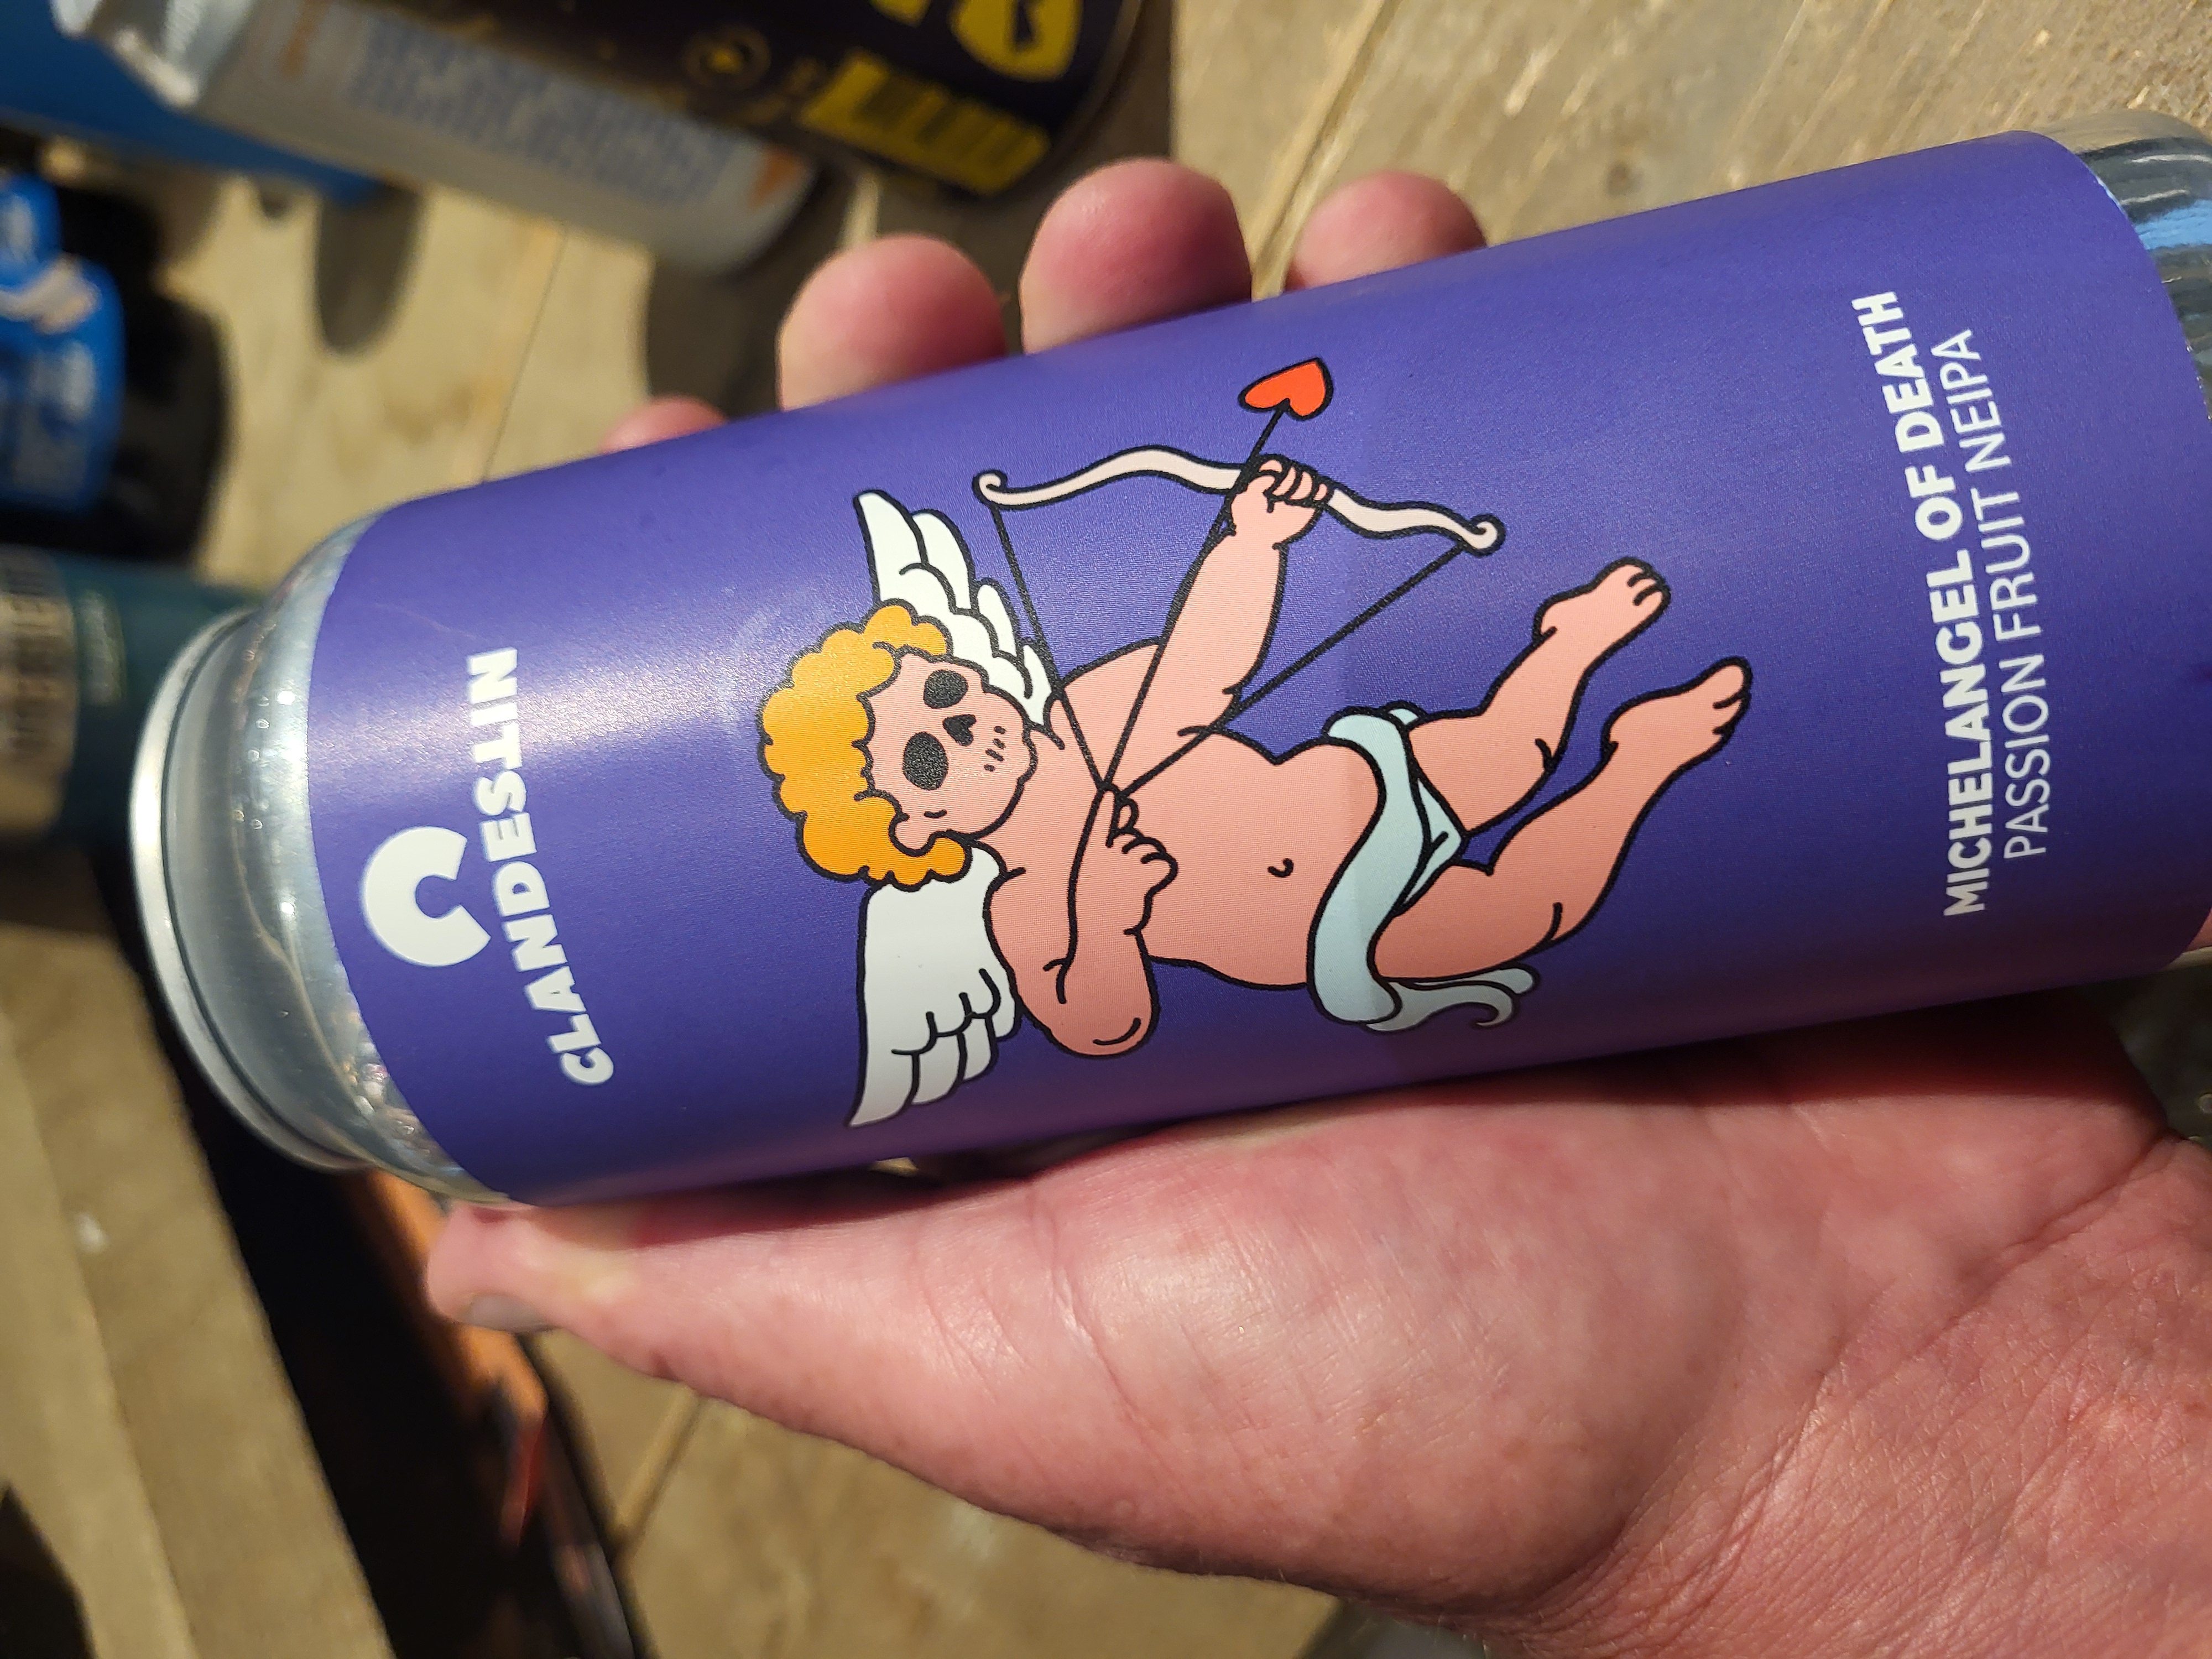 C
CLANDESTIN
MICHELANGEL OF DEATH
PASSION FRUIT NEIPA